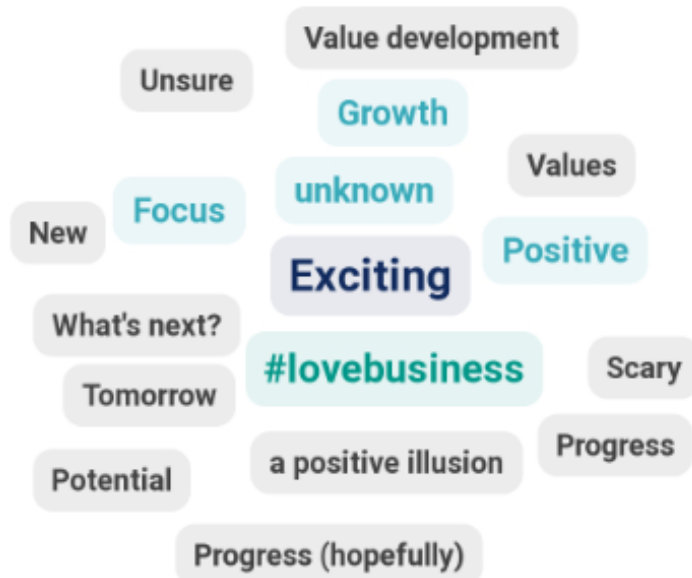 Value development
Unsure
Growth
Values
unknown
Focus
New
Positive
Exciting
What's next?
#lovebusiness
Scary
Tomorrow
Progress
a positive illusion
Potential
Progress (hopefully)